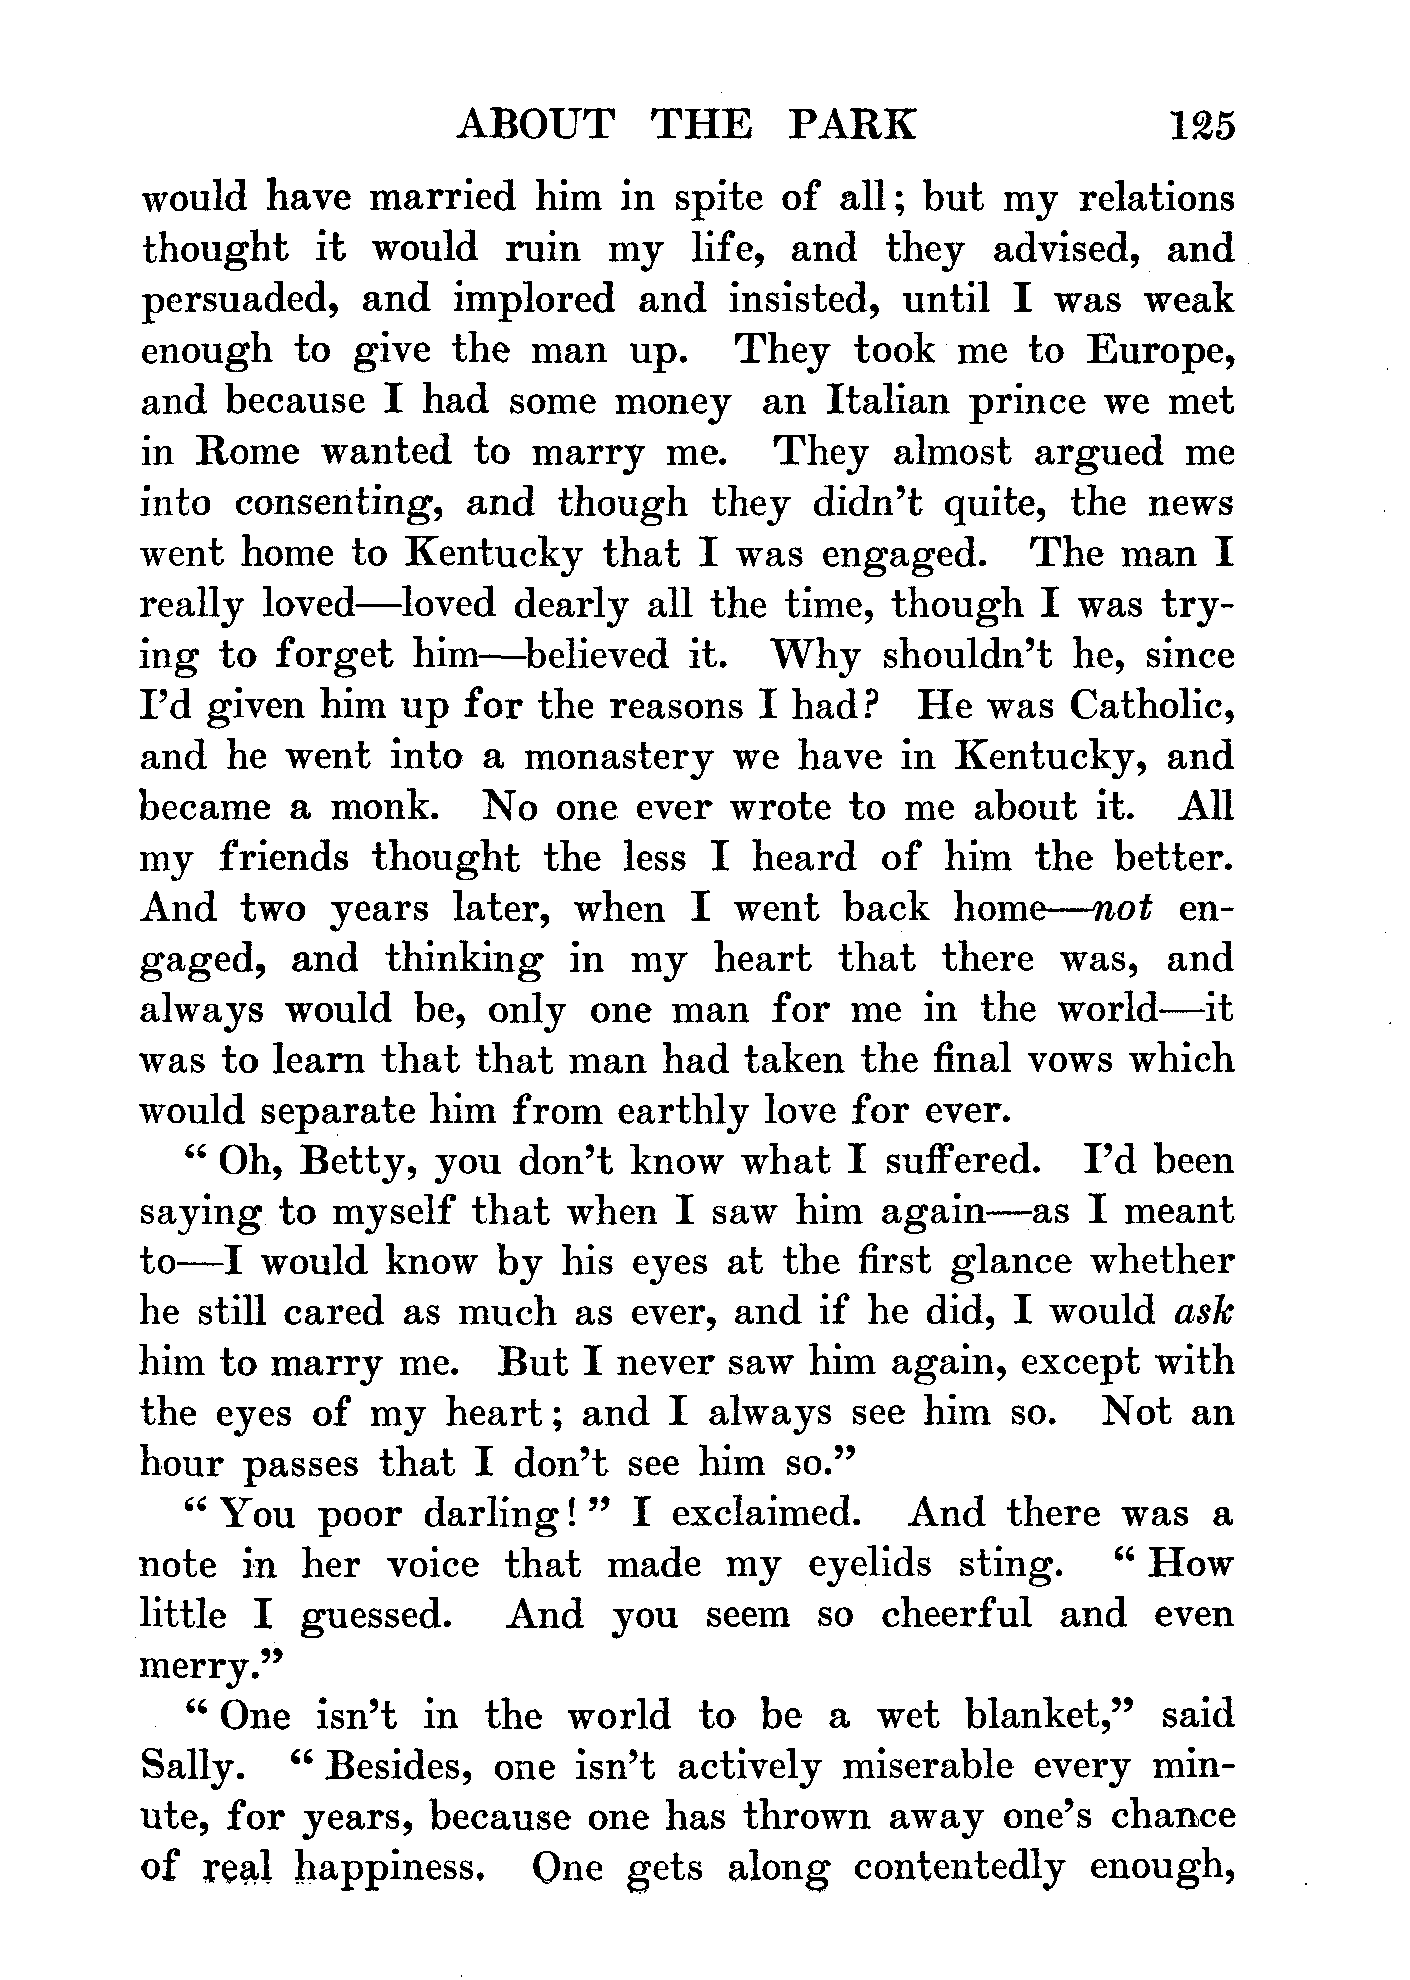 ABOUT THE PARK 125
would have married him in spite of all; but my relations
thought it would ruin my life, and they advised, and
persuaded, and implored and insisted, until I was weak
enough to give the man up. They took me to Europe,
and because I had some money an Italian prince we met
in Rome wanted to marry me. They almost argued me
into consenting, and though they didn't quite, the news
went home to Kentucky that I was engaged. The man I
really loved—loved dearly all the time, though I was try-
ing to forget him—believed it. Why shouldn't he, since
I'd given him up for the reasons I had? He was Catholic,
and he went into a monastery we have in Kentucky, and
became a monk. No one ever wrote to me about it. All
my friends thought the less I heard of him the better.
And two years later, when I went back home—not en-
gaged, and thinking in my heart that there was, and
always would be, only one man for me in the world—it
was to learn that that man had taken the final vows which
would separate him from earthly love for ever.
"Oh, Betty, you don't know what I suffered. I'd been
saying to myself that when I saw him again—as I meant
to—I would know by his eyes at the first glance whether
he still cared as much as ever, and if he did, I would ask
him to marry me. But I never saw him again, except with
the eyes of my heart; and I always see him so. Not an
hour passes that I don't see him so."
"You poor darling!" I exclaimed. And there was a
note in her voice that made my eyelids sting. "How
little I guessed. And you seem so cheerful and even
merry."
"One isn't in the world to be a wet blanket," said
Sally. "Besides, one isn't actively miserable every min-
ute, for years, because one has thrown away one's chance
of real happiness. One gets along contentedly enough,